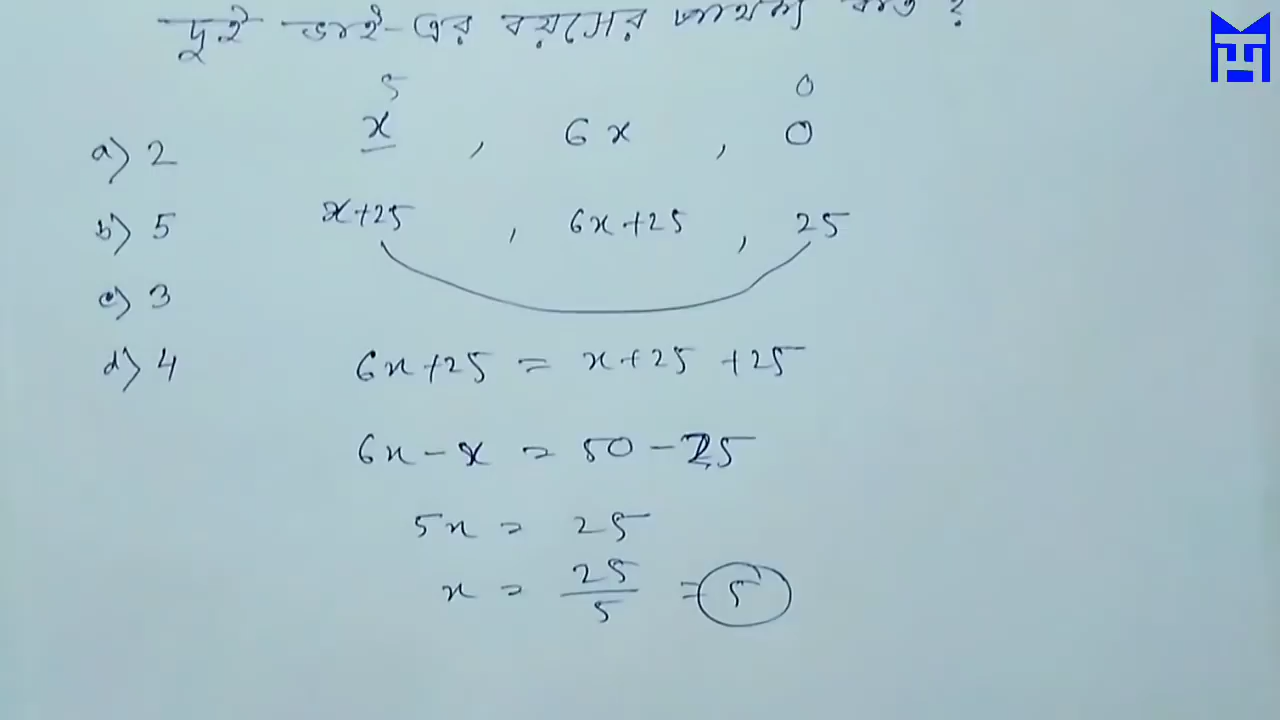 দুই ভাই-এর বয়সের পার্থক্য কত ?
5 0
a) 2 x , 6x , 0
b) 5 x+25 , 6x+25 , 25
c) 3
d) 4 6x+25 = x+25 +25
6x-x = 50-25
5x = 25
x = 25/5 = 5